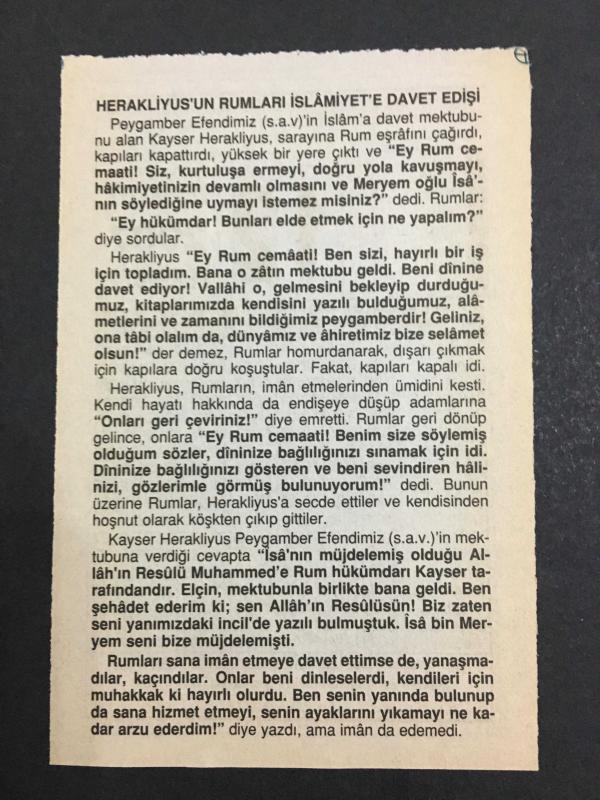 HERAKLİYUS'UN RUMLARI İSLÂMİYET'E DAVET EDİŞİ
Peygamber Efendimiz (s.a.v)'in İslâm'a davet mektubu-
nu alan Kayser Herakliyus, sarayına Rum eşrâfını çağırdı,
kapıları kapattırdı, yüksek bir yere çıktı ve "Ey Rum ce-
maati! Siz, kurtuluşa ermeyi, doğru yola kavuşmayı,
hâkimiyetinizin devamlı olmasını ve Meryem oğlu Îsâ'-
nın söylediğine uymayı istemez misiniz?" dedi. Rumlar:
"Ey hükümdar! Bunları elde etmek için ne yapalım?"
diye sordular.
Herakliyus "Ey Rum cemâati! Ben sizi, hayırlı bir iş
için topladım. Bana o zâtın mektubu geldi. Beni dînine
davet ediyor! Vallâhi o, gelmesini bekleyip durduğu-
muz, kitaplarımızda kendisini yazılı bulduğumuz, alâ-
metlerini ve zamanını bildiğimiz peygamberdir! Geliniz,
ona tâbi olalım da, dünyâmız ve âhiretimiz bize selâmet
olsun!" der demez, Rumlar homurdanarak, dışarı çıkmak
için kapılara doğru koşuştular. Fakat, kapıları kapalı idi.
Herakliyus, Rumların, imân etmelerinden ümidini kesti.
Kendi hayatı hakkında da endişeye düşüp adamlarına
"Onları geri çeviriniz!" diye emretti. Rumlar geri dönüp
gelince, onlara "Ey Rum cemaati! Benim size söylemiş
olduğum sözler, dîninize bağlılığınızı sınamak için idi.
Dîninize bağlılığınızı gösteren ve beni sevindiren hâli-
nizi, gözlerimle görmüş bulunuyorum!" dedi. Bunun
üzerine Rumlar, Herakliyus'a secde ettiler ve kendisinden
hoşnut olarak köşkten çıkıp gittiler.
Kayser Herakliyus Peygamber Efendimiz (s.a.v.)'in mek-
tubuna verdiği cevapta "Îsâ'nın müjdelemiş olduğu Al-
lâh'ın Resûlü Muhammed'e Rum hükümdarı Kayser ta-
rafındandır. Elçin, mektubunla birlikte bana geldi. Ben
şehâdet ederim ki; sen Allâh'ın Resûlüsün! Biz zaten
seni yanımızdaki incil'de yazılı bulmuştuk. Îsâ bin Mer-
yem seni bize müjdelemişti.
Rumları sana imân etmeye davet ettimse de, yanaşma-
dılar, kaçındılar. Onlar beni dinleselerdi, kendileri için
muhakkak ki hayırlı olurdu. Ben senin yanında bulunup
da sana hizmet etmeyi, senin ayaklarını yıkamayı ne ka-
dar arzu ederdim!" diye yazdı, ama imân da edemedi.